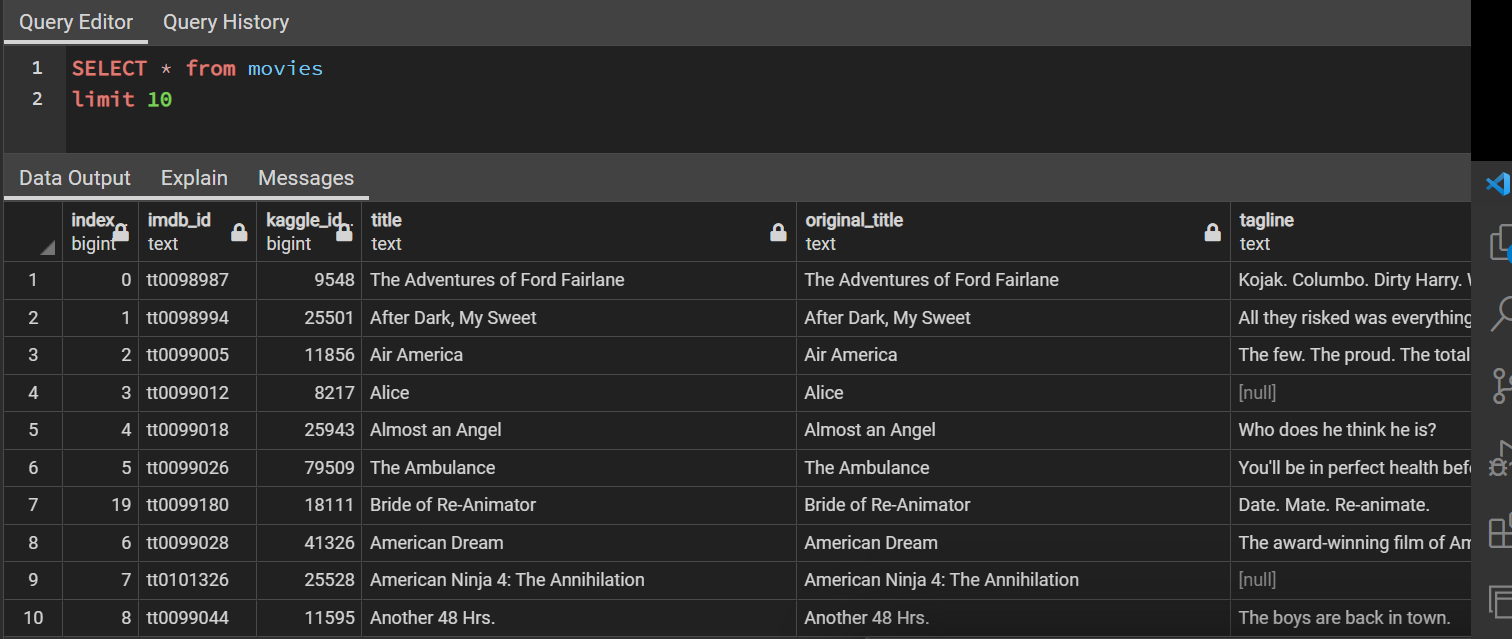 Query Editor Query History
1 SELECT * from movies
2 limit 10
Data Output Explain Messages
index imdb_id kaggle_id title original_title tagline
bigint text bigint text text text
1 0 tt0098987 9548 The Adventures of Ford Fairlane The Adventures of Ford Fairlane Kojak. Columbo. Dirty Harry.
2 1 tt0098994 25501 After Dark, My Sweet After Dark, My Sweet All they risked was everything
3 2 tt0099005 11856 Air America Air America The few. The proud. The total
4 3 tt0099012 8217 Alice Alice [null]
5 4 tt0099018 25943 Almost an Angel Almost an Angel Who does he think he is?
6 5 tt0099026 79509 The Ambulance The Ambulance You'll be in perfect health
7 19 tt0099180 18111 Bride of Re-Animator Bride of Re-Animator Date. Mate. Re-animate.
8 6 tt0099028 41326 American Dream American Dream The award-winning film of
9 7 tt0101326 25528 American Ninja 4: The Annihilation American Ninja 4: The Annihilation [null]
10 8 tt0099044 11595 Another 48 Hrs. Another 48 Hrs. The boys are back in town.